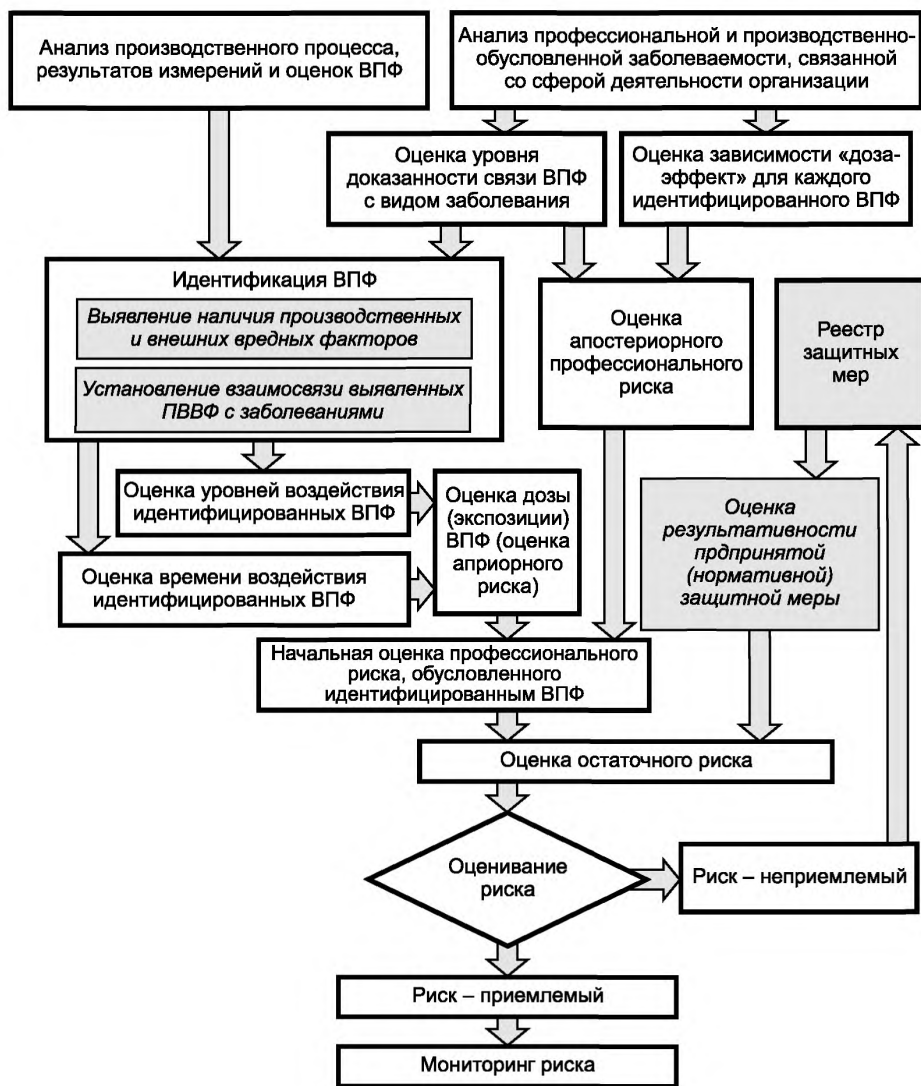 Анализ производственного процесса,
результатов измерений и оценок ВПФ
Анализ профессиональной и производственно-
обусловленной заболеваемости, связанной
со сферой деятельности организации
Оценка уровня
доказанности связи ВПФ
с видом заболевания
Оценка зависимости «доза-
эффект» для каждого
идентифицированного ВПФ
Идентификация ВПФ
Выявление наличия производственных
и внешних вредных факторов
Установление взаимосвязи выявленных
ПВВФ с заболеваниями
Оценка
апостериорного
профессионального
риска
Реестр
защитных
мер
Оценка уровней воздействия
идентифицированных ВПФ
Оценка времени воздействия
идентифицированных ВПФ
Оценка дозы
(экспозиции)
ВПФ (оценка
априорного
риска)
Оценка
результативности
прдпринятой
(нормативной)
защитной меры
Начальная оценка профессионального
риска, обусловленного
идентифицированным ВПФ
Оценка остаточного риска
Оценивание
риска
Риск – неприемлемый
Риск – приемлемый
Мониторинг риска